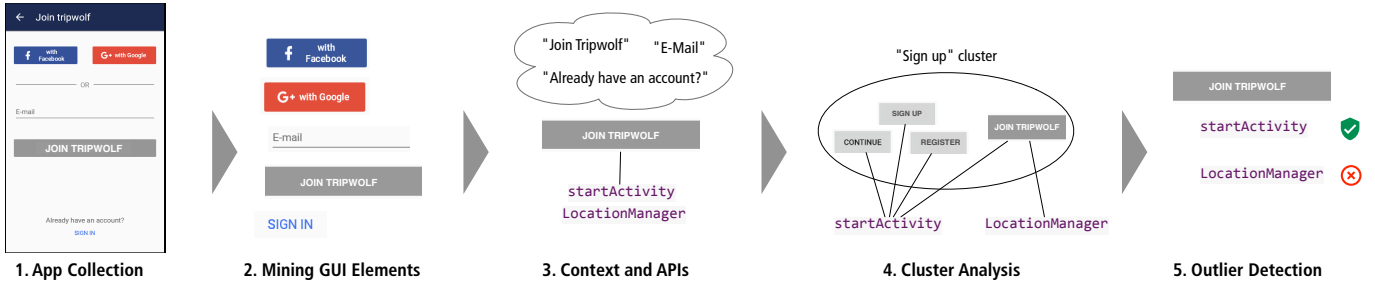 Join tripwolf
with
Facebook
G+ with Google
OR
E-mail
JOIN TRIPWOLF
Already have an account?
SIGN IN
1. App Collection
with
Facebook
G+ with Google
E-mail
JOIN TRIPWOLF
SIGN IN
2. Mining GUI Elements
"Join Tripwolf" "E-Mail"
"Already have an account?"
JOIN TRIPWOLF
startActivity
LocationManager
3. Context and APIs
"Sign up" cluster
SIGN UP
CONTINUE REGISTER JOIN TRIPWOLF
startActivity LocationManager
4. Cluster Analysis
JOIN TRIPWOLF
startActivity
LocationManager
5. Outlier Detection